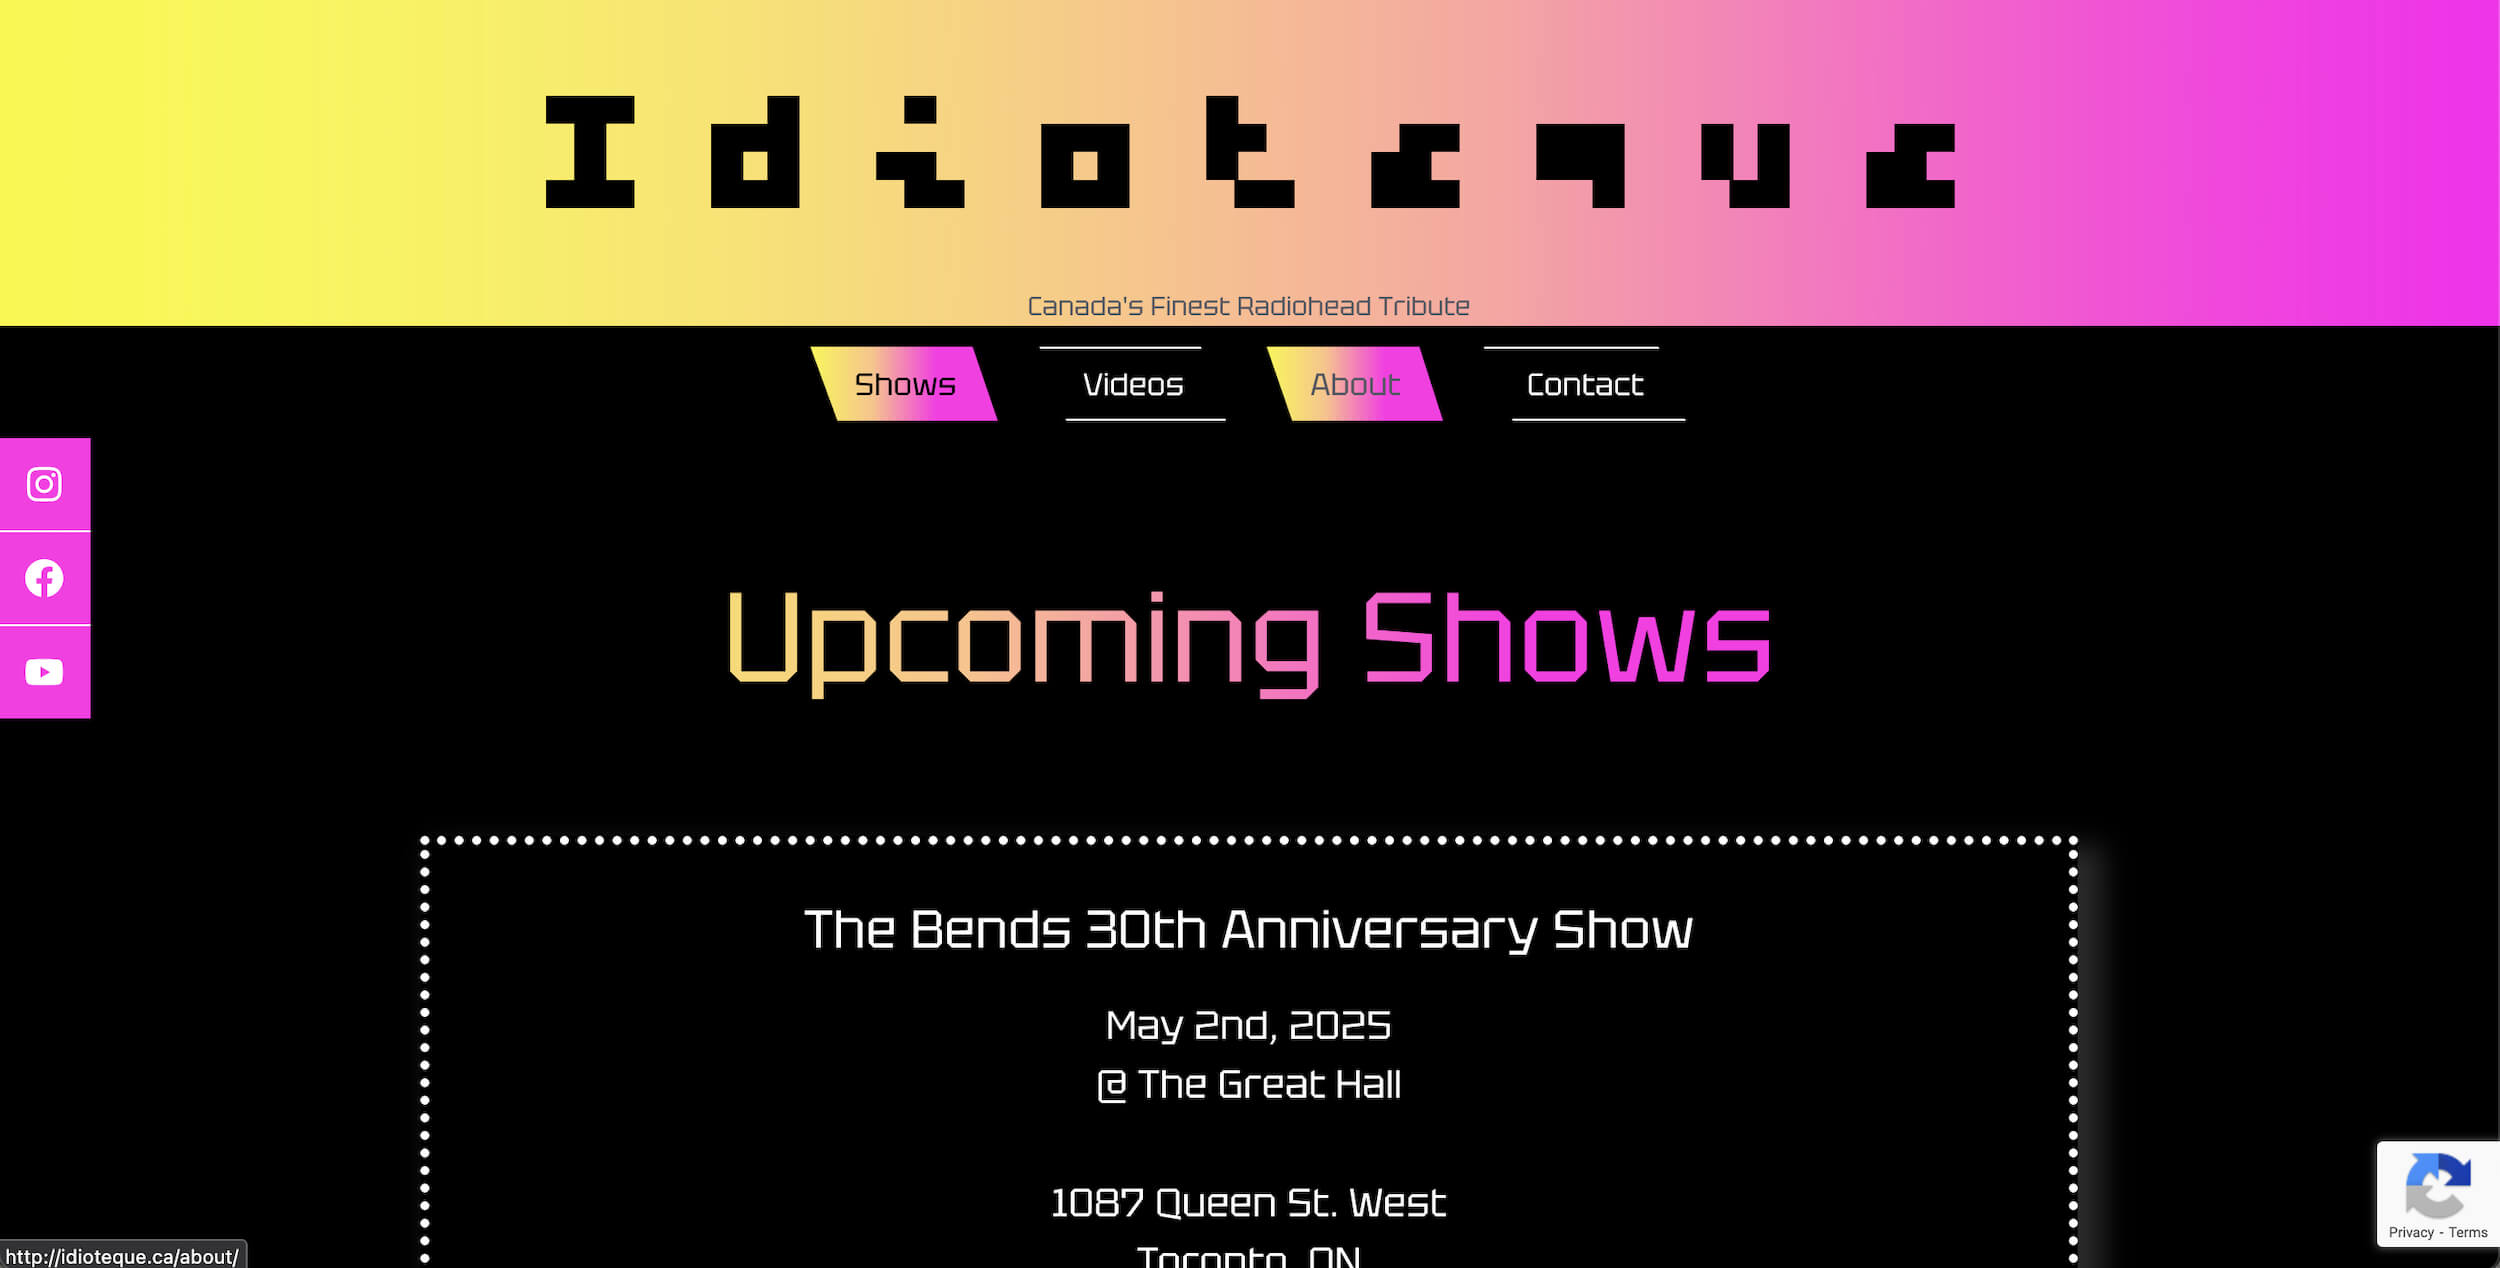 Idioteque
Canada's Finest Radiohead Tribute
Shows
Videos
About
Contact
Upcoming Shows
The Bends 30th Anniversary Show
May 2nd, 2025
@ The Great Hall
1087 Queen St. West
Toronto, ON
Privacy - Terms
http://idioteque.ca/about/